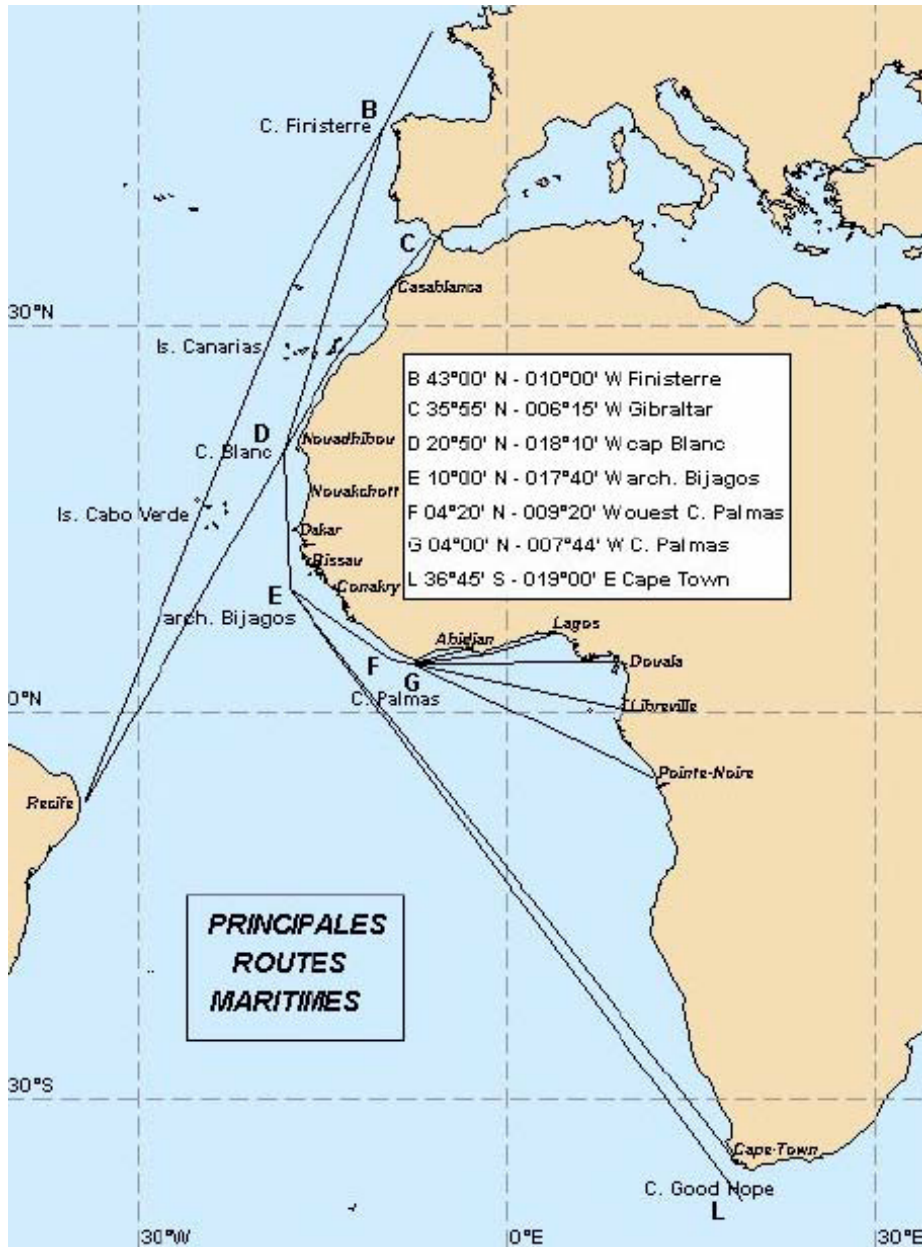 B
C. Finisterre
C
Casablanca
30°N
Is. Canarias
B 43°00' N - 010°00' W Finisterre
C 35°55' N - 006°15' W Gibraltar
D 20°50' N - 018°10' W cap Blanc
E 10°00' N - 017°40' W arch. Bijagos
F 04°20' N - 009°20' W ouest C. Palmas
G 04°00' N - 007°44' W C. Palmas
L 36°45' S - 019°00' E Cape Town
D
C. Blanc
Nouadhibou
Nouakchott
Is. Cabo Verde
Dakar
Bissau
Conakry
E
arch. Bijagos
Lagos
Abidjan
F
G
Douala
C. Palmas
0°N
Libreville
Pointe-Noire
Recife
PRINCIPALES
ROUTES
MARITIMES
30°S
Cape-Town
C. Good Hope
L
30°W
0°E
30°E